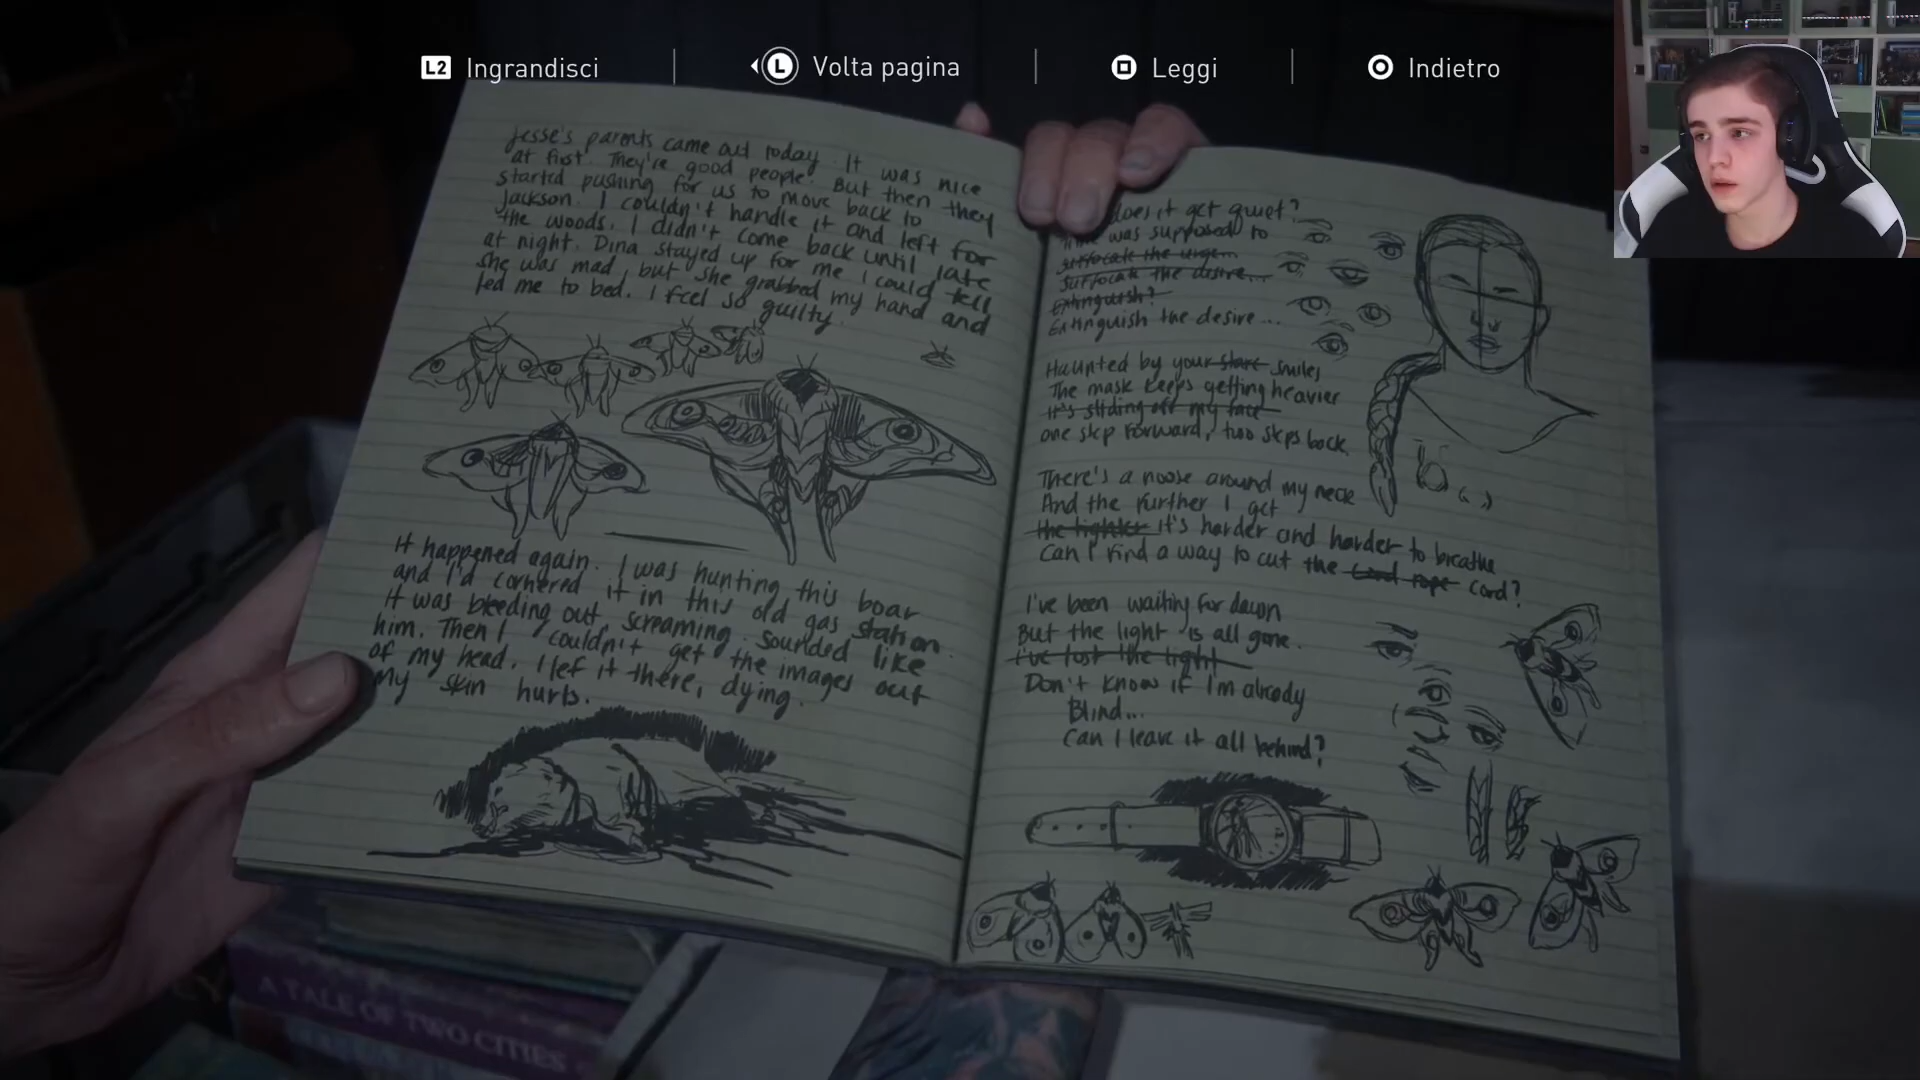 L2 Ingrandisci
L Volta pagina
Leggi
Indietro
Jesse's parents came out today. It was nice
at first. They're good people. But then they
started pushing for us to move back to
Jackson. I couldn't handle it and left for
the woods. I didn't come back until late
at night. Dina stayed up for me I could tell
she was mad, but she grabbed my hand and
led me to bed. I feel so guilty.
It happened again. I was hunting this boar
and I'd cornered it in this old gas station.
It was bleeding out, screaming. Sounded like
him. Then I couldn't get the images out
of my head. I lef it there, dying.
My skin hurts.
does it get quiet?
Time was supposed to
suffocate the urge...
suffocate the desire...
Extinguish?
Extinguish the desire...
Haunted by your stare smiles
The mask keeps getting heavier
It's sliding off my face
one step forward, two steps back
There's a noose around my neck
And the further I get
the tighter it's harder and harder to breathe
Can I find a way to cut the cord rope cord?
I've been waiting for dawn
But the light is all gone.
I've lost the light
Don't know if I'm already
Blind...
Can I leave it all behind?
A TALE OF TWO CITIES